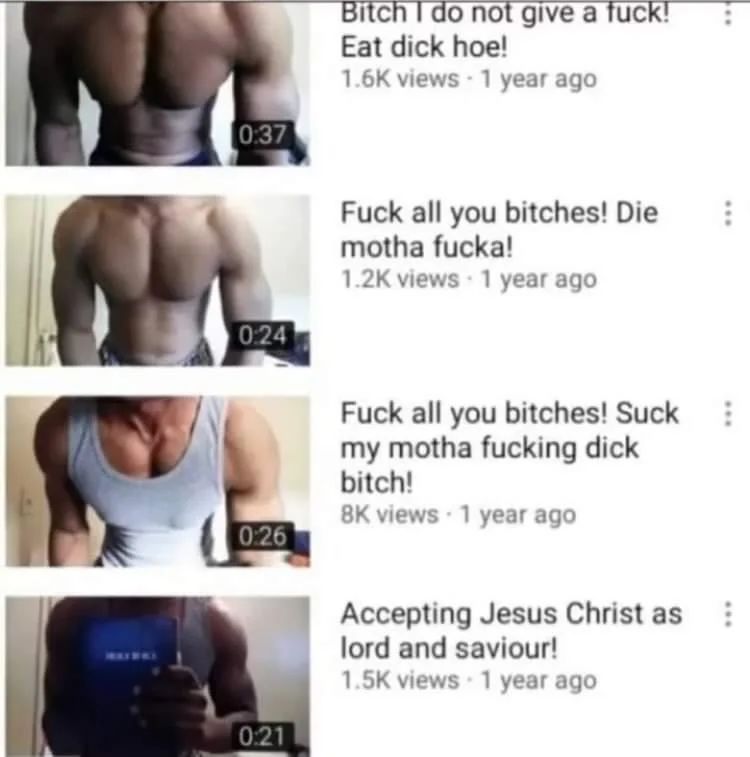 Bitch I do not give a fuck!
Eat dick hoe!
1.6K views · 1 year ago
0:37
Fuck all you bitches! Die
motha fucka!
1.2K views · 1 year ago
0:24
Fuck all you bitches! Suck
my motha fucking dick
bitch!
8K views · 1 year ago
0:26
Accepting Jesus Christ as
lord and saviour!
1.5K views · 1 year ago
HOLY BIBLE
0:21